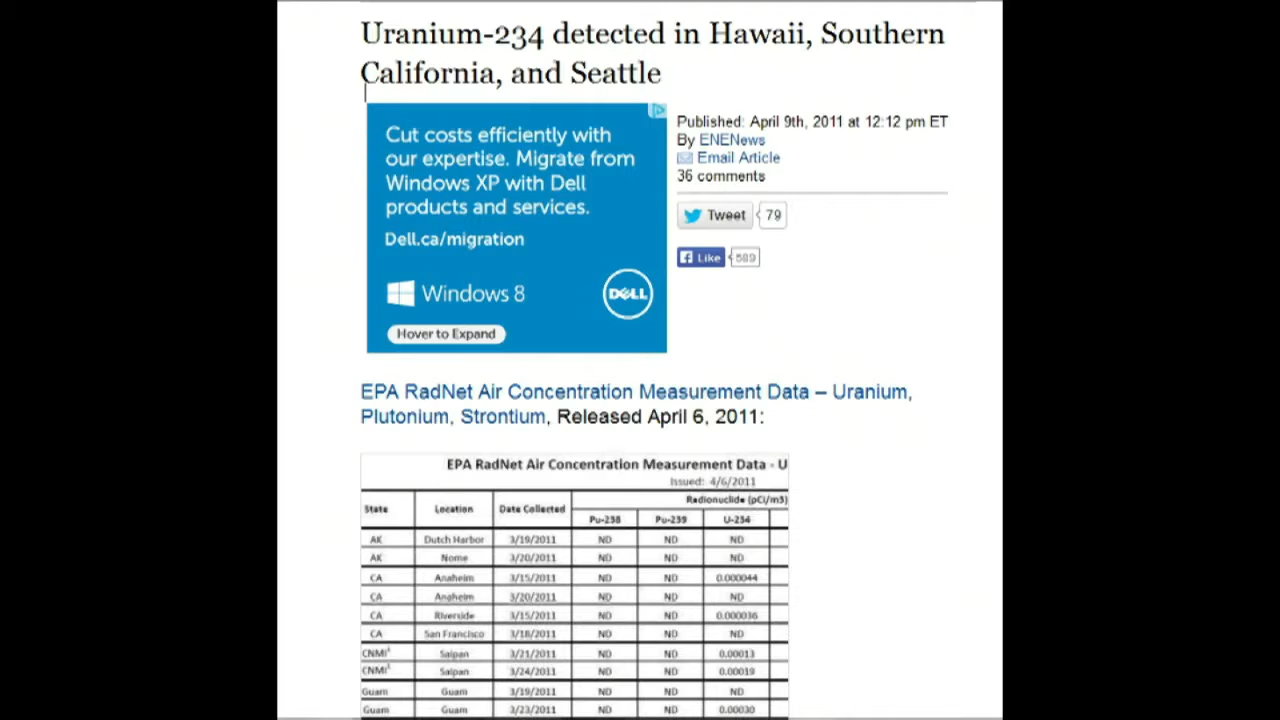 Uranium-234 detected in Hawaii, Southern
California, and Seattle
Cut costs efficiently with
our expertise. Migrate from
Windows XP with Dell
products and services.
Dell.ca/migration
Windows 8
DELL
Hover to Expand
Published: April 9th, 2011 at 12:12 pm ET
By ENENews
Email Article
36 comments
Tweet 79
Like 589
EPA RadNet Air Concentration Measurement Data – Uranium,
Plutonium, Strontium, Released April 6, 2011:
EPA RadNet Air Concentration Measurement Data - U
Issued: 4/6/2011
Radionuclide (pCi/m3)
State Location Date Collected
Pu-238 Pu-239 U-234
AK Dutch Harbor 3/19/2011 ND ND ND
AK Nome 3/20/2011 ND ND ND
CA Anaheim 3/15/2011 ND ND 0.000044
CA Anaheim 3/20/2011 ND ND ND
CA Riverside 3/15/2011 ND ND 0.000036
CA San Francisco 3/18/2011 ND ND ND
CNMI¹ Saipan 3/21/2011 ND ND 0.00013
CNMI¹ Saipan 3/24/2011 ND ND 0.00019
Guam Guam 3/19/2011 ND ND ND
Guam Guam 3/23/2011 ND ND 0.00030